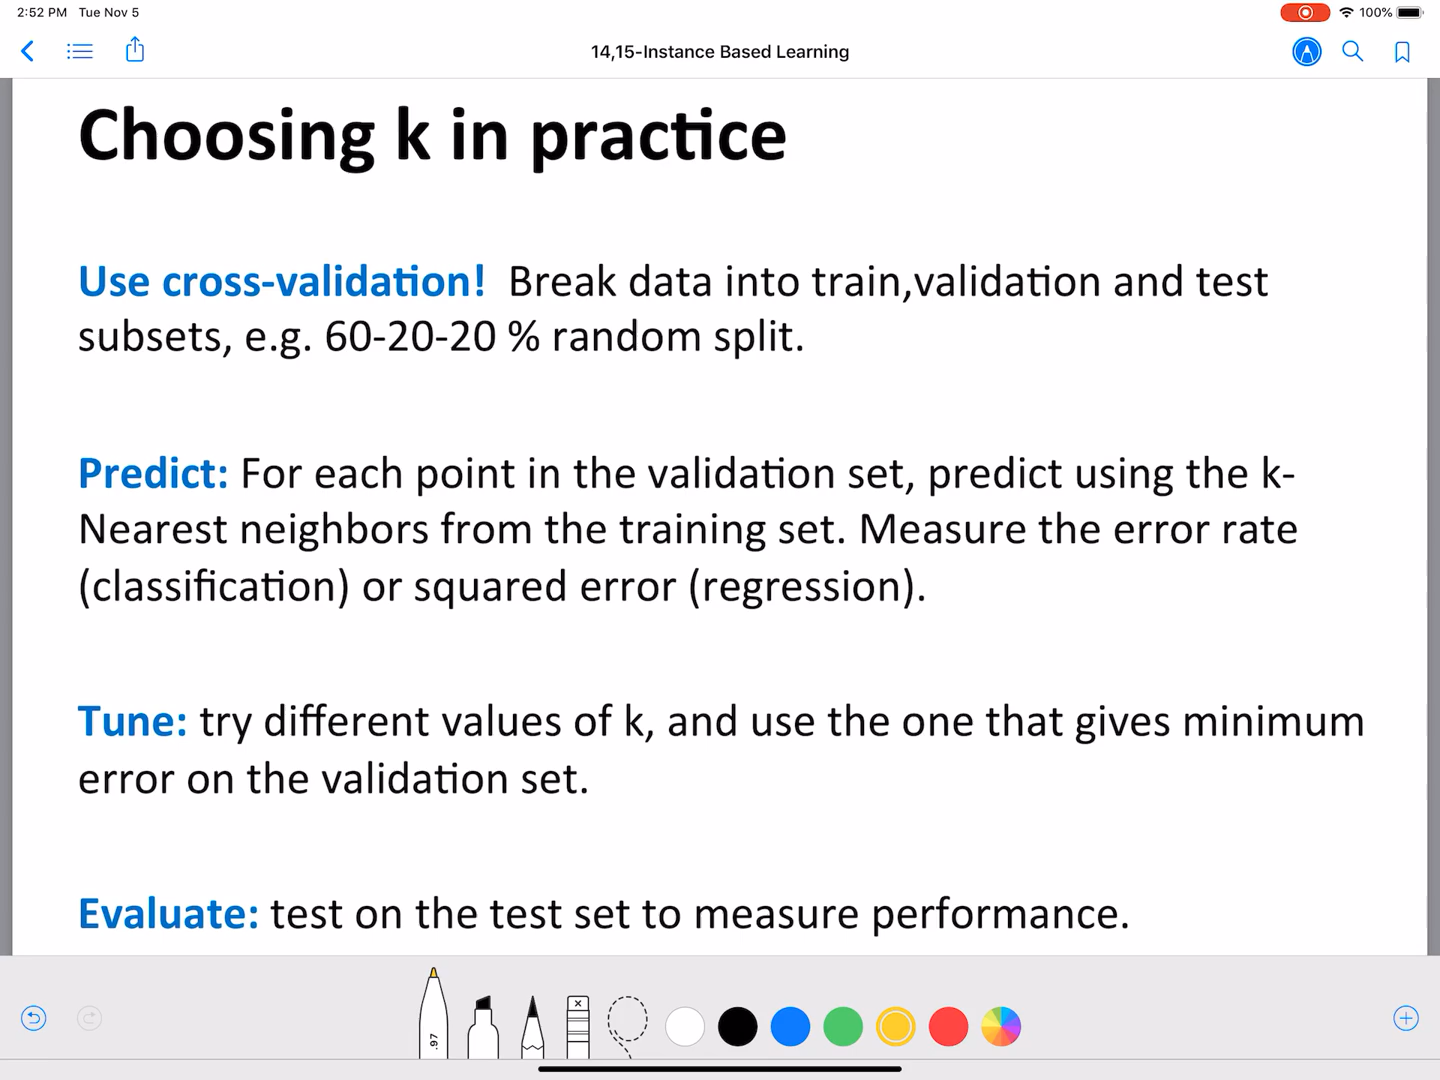 2:52 PM Tue Nov 5
100%
14,15-Instance Based Learning
Choosing k in practice
Use cross-validation! Break data into train,validation and test
subsets, e.g. 60-20-20 % random split.
Predict: For each point in the validation set, predict using the k-
Nearest neighbors from the training set. Measure the error rate
(classification) or squared error (regression).
Tune: try different values of k, and use the one that gives minimum
error on the validation set.
Evaluate: test on the test set to measure performance.
.97